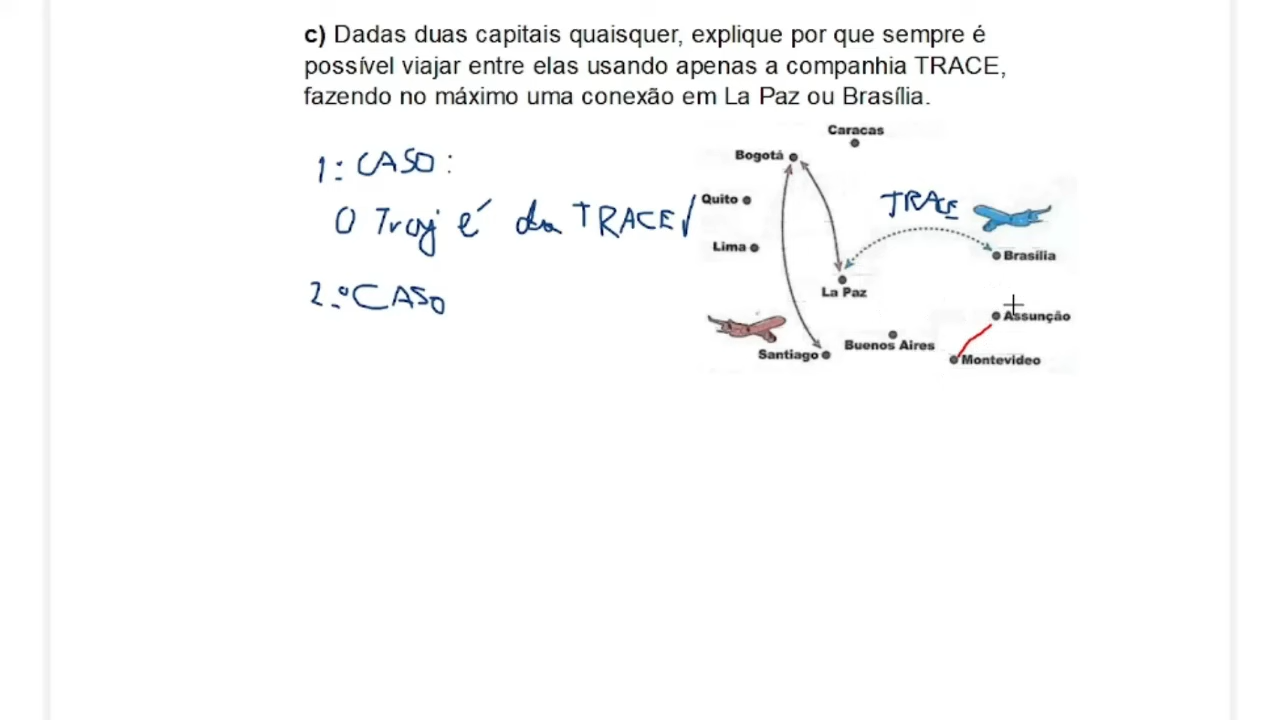 c) Dadas duas capitais quaisquer, explique por que sempre é
possível viajar entre elas usando apenas a companhia TRACE,
fazendo no máximo uma conexão em La Paz ou Brasília.
1: CASO:
O Traj é da TRACE
2.º CASO
Caracas
Bogotá
Quito
TRACE
Lima
Brasília
La Paz
Assunção
Buenos Aires
Santiago
Montevideo